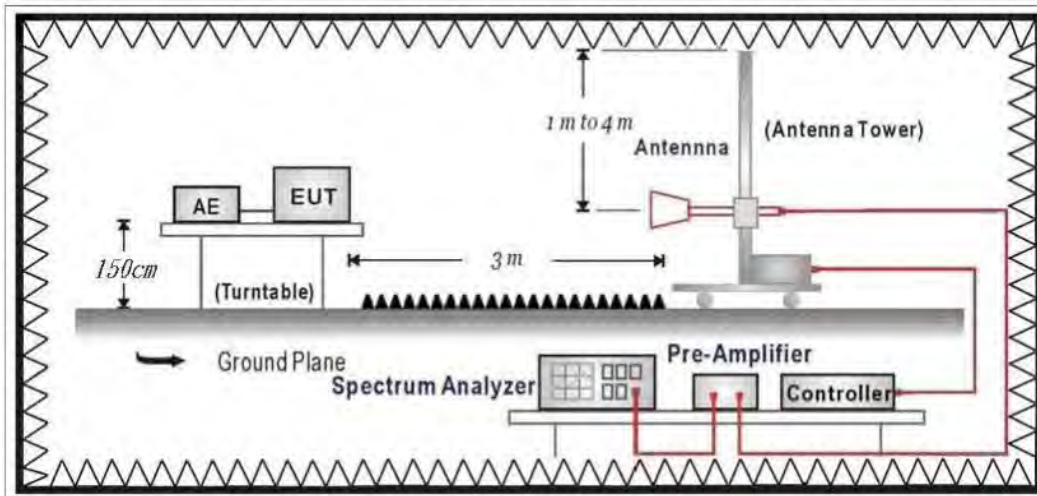 1 m to 4 m
(Antenna Tower)
Antennna
AE
EUT
150cm
3 m
(Turntable)
Ground Plane
Pre-Amplifier
Spectrum Analyzer
Controller